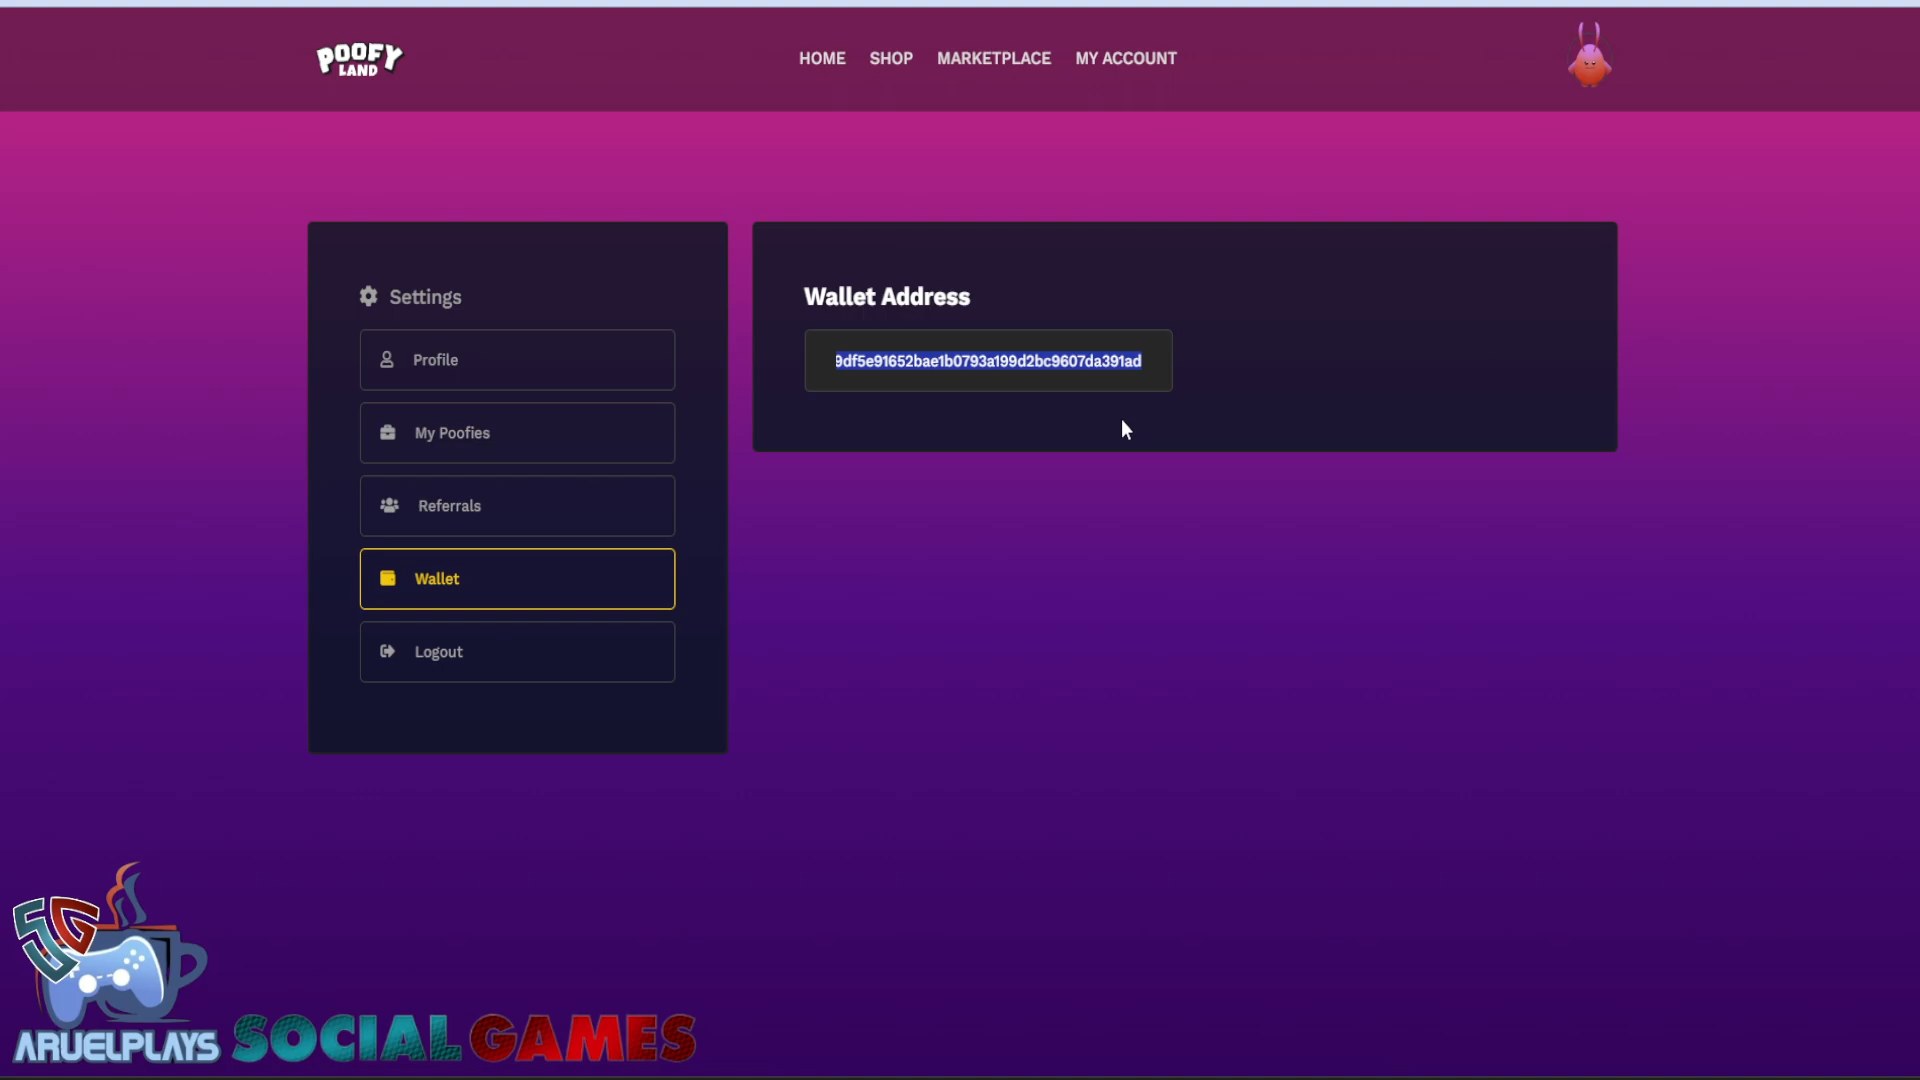 POOFY
LAND
HOME SHOP MARKETPLACE MY ACCOUNT
Settings
Profile
My Poofies
Referrals
Wallet
Logout
Wallet Address
9df5e91652bae1b0793a199d2bc9607da391ad
SG
ARUELPLAYS SOCIAL GAMES